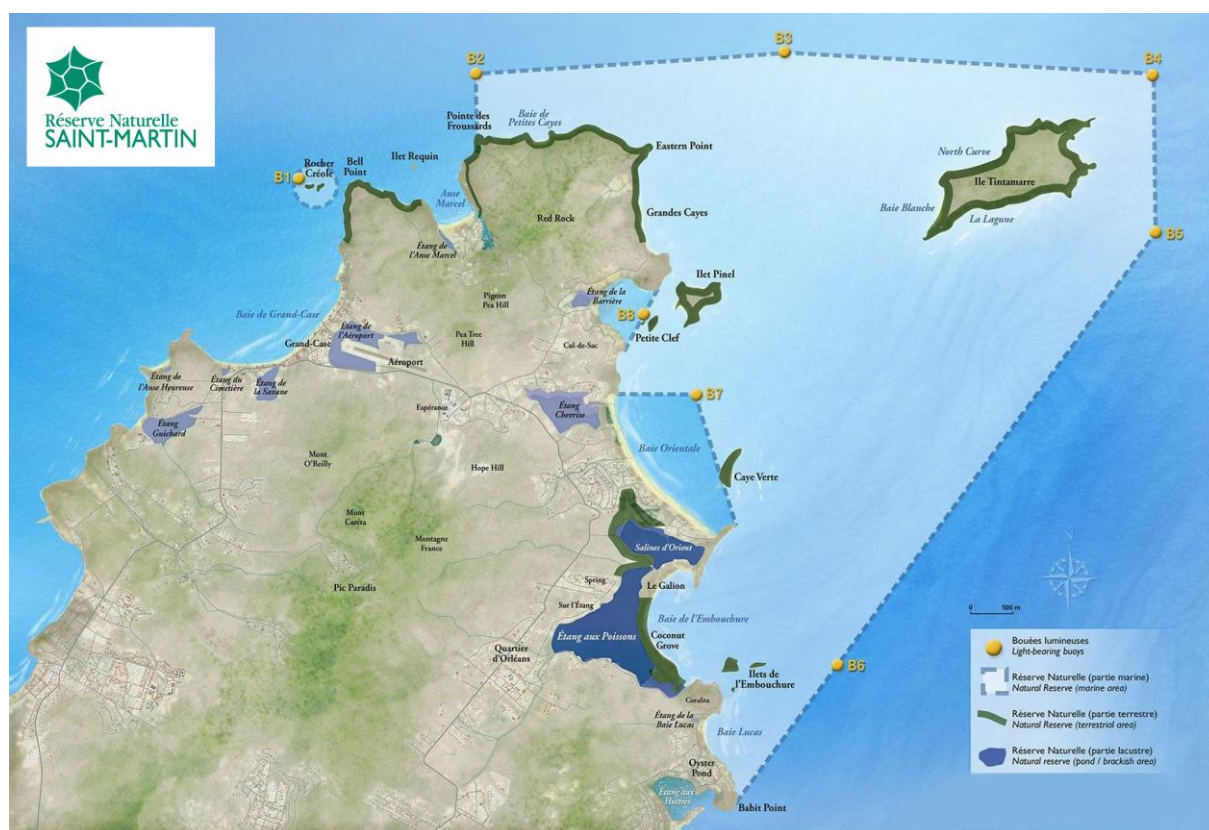 Réserve Naturelle
SAINT-MARTIN
B2
B3
B4
Pointe des
Froussards
Baie de
Petites Cayes
Eastern Point
Ilet Requin
Bell
Point
Rocher
Créole
B1
North Curve
Ile Tintamarre
Baie Blanche
La Lagune
B5
Anse
Marcel
Red Rock
Grandes Cayes
Étang de
l'Anse Marcel
Ilet Pinel
Pigeon
Pea Hill
Étang de la
Barrière
B8
Petite Clef
Baie de Grand-Case
Étang de
l'Aéroport
Grand-Case
Aéroport
Pea Tree
Hill
Cul-de-Sac
Étang de
l'Anse Heureuse
Étang du
Cimetière
Étang de
la Savane
Étang
Guichard
Espérance
Étang
Chevrise
B7
Baie Orientale
Mont
O'Reilly
Hope Hill
Caye Verte
Mont
Caréta
Montagne
France
Salines d'Orient
Pic Paradis
Spring
Le Galion
Sur l'Étang
Baie de l'Embouchure
Étang aux Poissons
Coconut
Grove
Quartier
d'Orléans
Ilets de
l'Embouchure
B6
Coralita
Étang de la
Baie Lucas
Baie Lucas
Oyster
Pond
Étang aux
Huîtres
Babit Point
N
0 500 m
Bouées lumineuses
Light-bearing buoys
Réserve Naturelle (partie marine)
Natural Reserve (marine area)
Réserve Naturelle (partie terrestre)
Natural Reserve (terrestrial area)
Réserve Naturelle (partie lacustre)
Natural reserve (pond / brackish area)